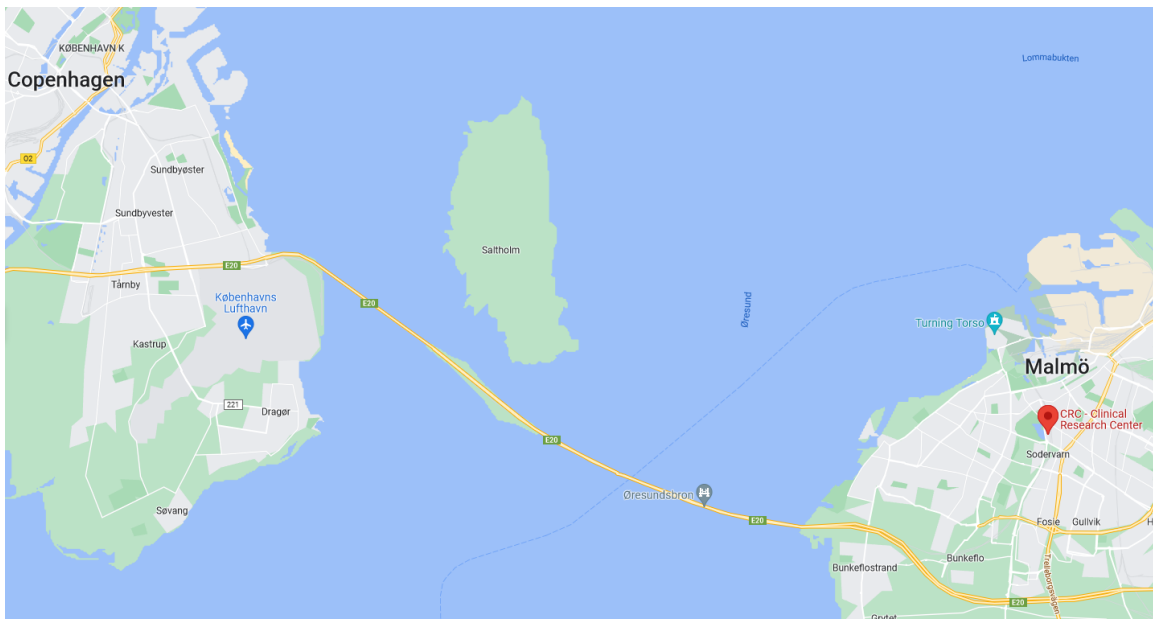 KØBENHAVN K
Copenhagen
Lommabukten
O2
Sundbyøster
Sundbyvester
Saltholm
E20
Tårnby
Københavns
Lufthavn
E20
Øresund
Turning Torso
Kastrup
Malmö
221
Dragør
CRC - Clinical
Research Center
E20
Sodervarn
Øresundsbron
Søvang
E20
Fosie
Gullvik
H
Bunkeflo
Bunkeflostrand
Trelleborgsvägen
E20
Grytet